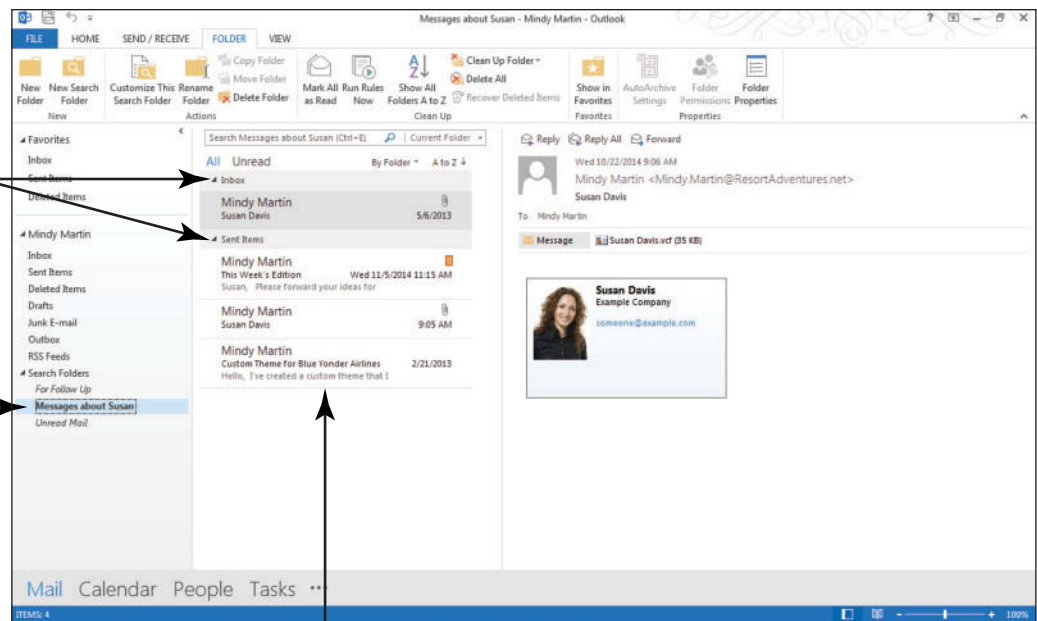 Messages about Susan - Mindy Martin - Outlook
FILE HOME SEND / RECEIVE FOLDER VIEW
New Folder
New Search Folder
New
Customize This Search Folder
Rename Folder
Copy Folder
Move Folder
Delete Folder
Actions
Mark All as Read
Run Rules Now
Show All Folders A to Z
Clean Up Folder
Delete All
Recover Deleted Items
Clean Up
Show in Favorites
Favorites
AutoArchive Settings
Folder Permissions
Folder Properties
Properties
Favorites
Inbox
Sent Items
Deleted Items
Mindy Martin
Inbox
Sent Items
Deleted Items
Drafts
Junk E-mail
Outbox
RSS Feeds
Search Folders
For Follow Up
Messages about Susan
Unread Mail
Search Messages about Susan (Ctrl+E) Current Folder
All Unread By Folder A to Z
Inbox
Mindy Martin
Susan Davis 5/6/2013
Sent Items
Mindy Martin
This Week's Edition Wed 11/5/2014 11:15 AM
Susan, Please forward your ideas for
Mindy Martin
Susan Davis 9:05 AM
Mindy Martin
Custom Theme for Blue Yonder Airlines 2/21/2013
Hello, I've created a custom theme that I
Reply Reply All Forward
Wed 10/22/2014 9:06 AM
Mindy Martin <Mindy.Martin@ResortAdventures.net>
Susan Davis
To Mindy Martin
Message Susan Davis.vcf (35 KB)
Susan Davis
Example Company
someone@example.com
Mail Calendar People Tasks ···
ITEMS: 4 100%